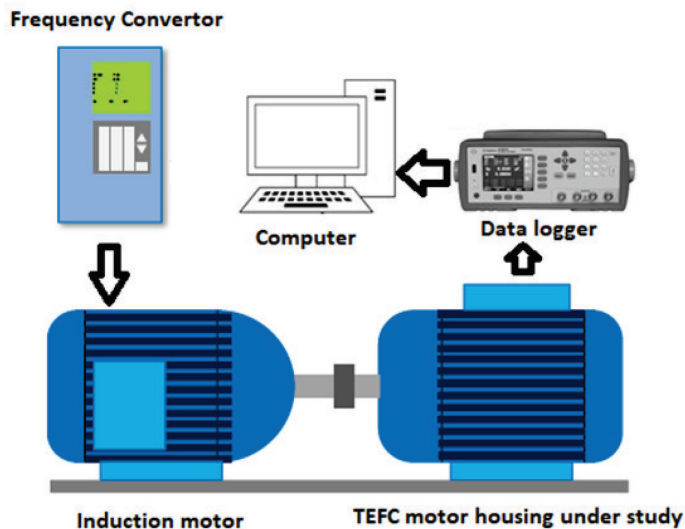 Frequency Convertor
Computer
Data logger
Induction motor
TEFC motor housing under study